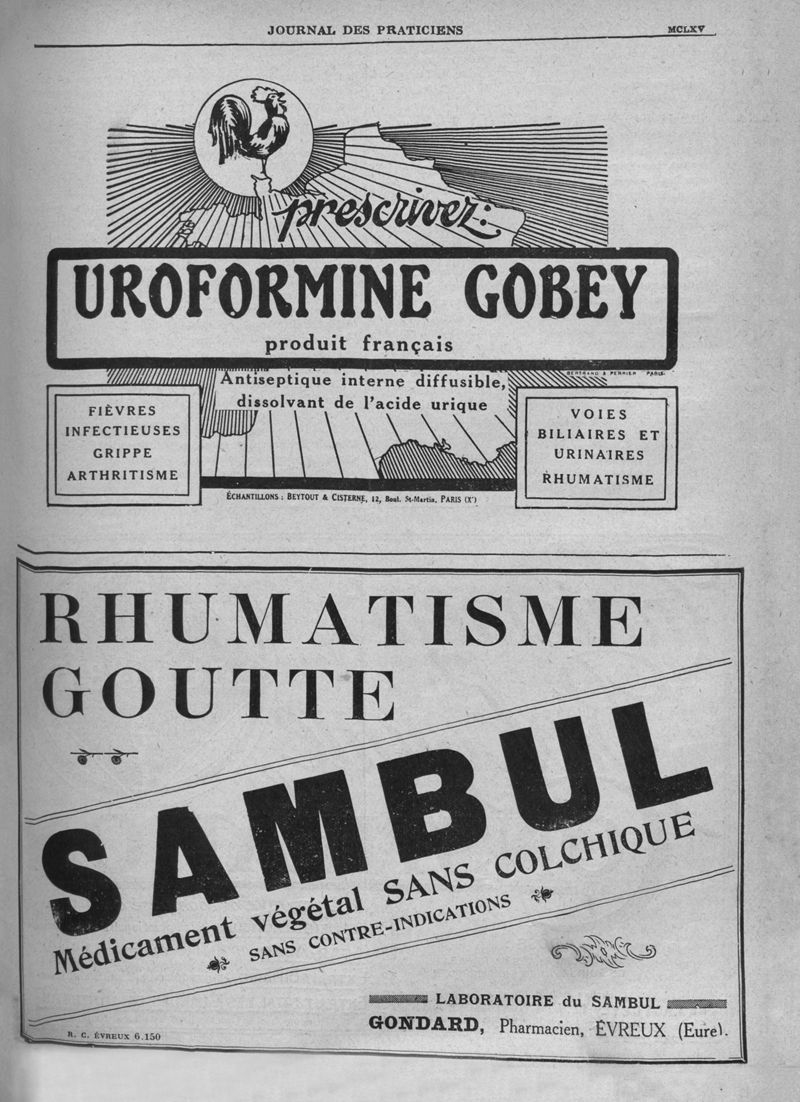 JOURNAL DES PRATICIENS
MCLXV
prescrivez:
UROFORMINE GOBEY
produit français
BERTRAND & PERRIER PARIS.
Antiseptique interne diffusible,
dissolvant de l'acide urique
FIÈVRES
INFECTIEUSES
GRIPPE
ARTHRITISME
VOIES
BILIAIRES ET
URINAIRES
RHUMATISME
ÉCHANTILLONS : BEYTOUT & CISTERNE, 12, Boul. St-Martin, PARIS (Xe)
RHUMATISME
GOUTTE
SAMBUL
Médicament végétal SANS COLCHIQUE
SANS CONTRE-INDICATIONS
LABORATOIRE du SAMBUL
GONDARD, Pharmacien, ÉVREUX (Eure).
R. C. ÉVREUX 6.150